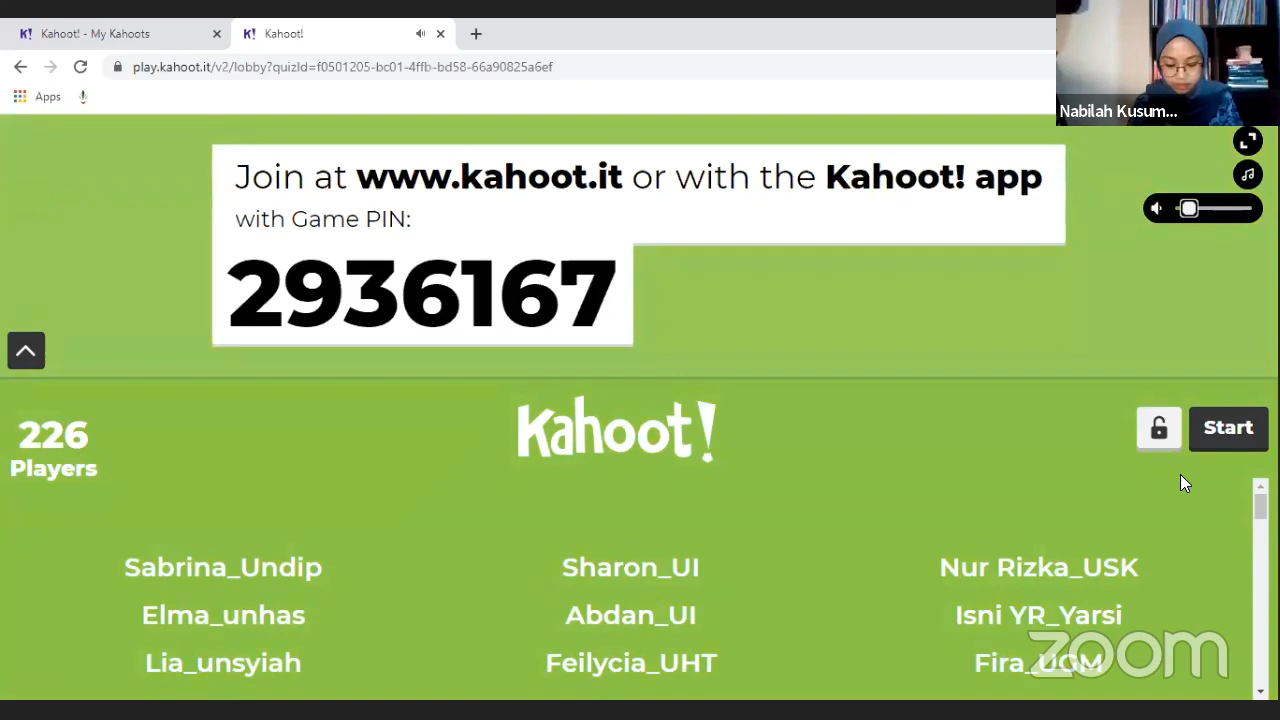 Kahoot! - My Kahoots
Kahoot!
play.kahoot.it/v2/lobby?quizId=f0501205-bc01-4ffb-bd58-66a90825a6ef
Apps
Nabilah Kusum...
Join at www.kahoot.it or with the Kahoot! app
with Game PIN:
2936167
226
Players
Kahoot!
Start
Sabrina_Undip
Sharon_UI
Nur Rizka_USK
Elma_unhas
Abdan_UI
Isni YR_Yarsi
Lia_unsyiah
Feilycia_UHT
Fira_UGM
zoom